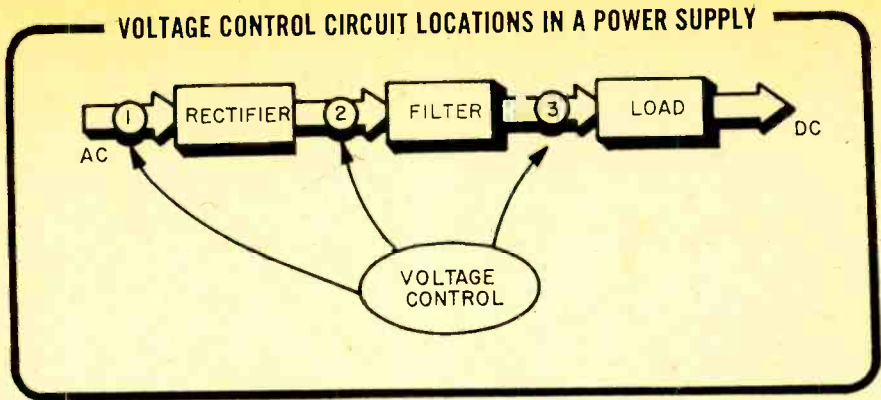 VOLTAGE CONTROL CIRCUIT LOCATIONS IN A POWER SUPPLY
1
RECTIFIER
2
FILTER
3
LOAD
AC
DC
VOLTAGE
CONTROL